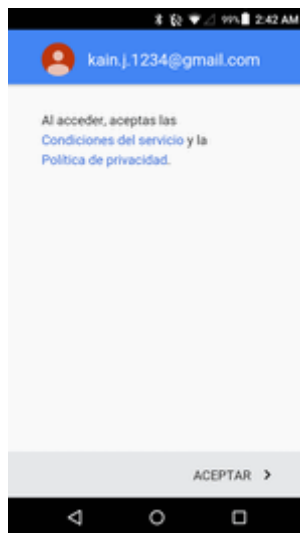 99% 2:42 AM
kain.j.1234@gmail.com
Al acceder, aceptas las
Condiciones del servicio y la
Política de privacidad.
ACEPTAR